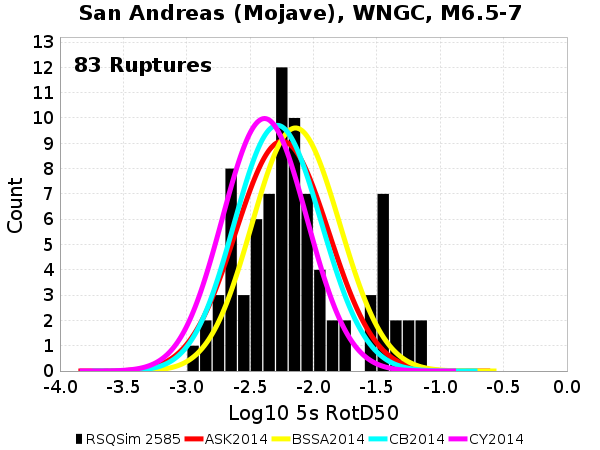 San Andreas (Mojave), WNGC, M6.5-7
83 Ruptures
Count
13
12
11
10
9
8
7
6
5
4
3
2
1
0
-4.0 -3.5 -3.0 -2.5 -2.0 -1.5 -1.0 -0.5 0.0
Log10 5s RotD50
RSQSim 2585 ASK2014 BSSA2014 CB2014 CY2014